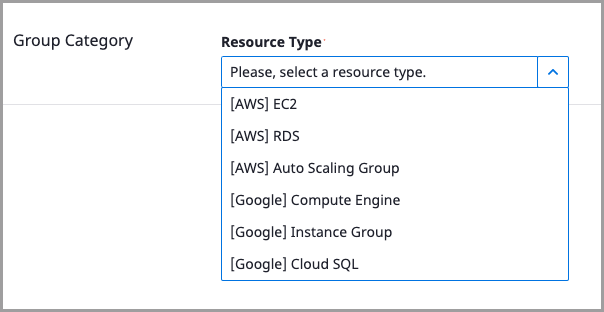 Group Category
Resource Type
Please, select a resource type.
[AWS] EC2
[AWS] RDS
[AWS] Auto Scaling Group
[Google] Compute Engine
[Google] Instance Group
[Google] Cloud SQL